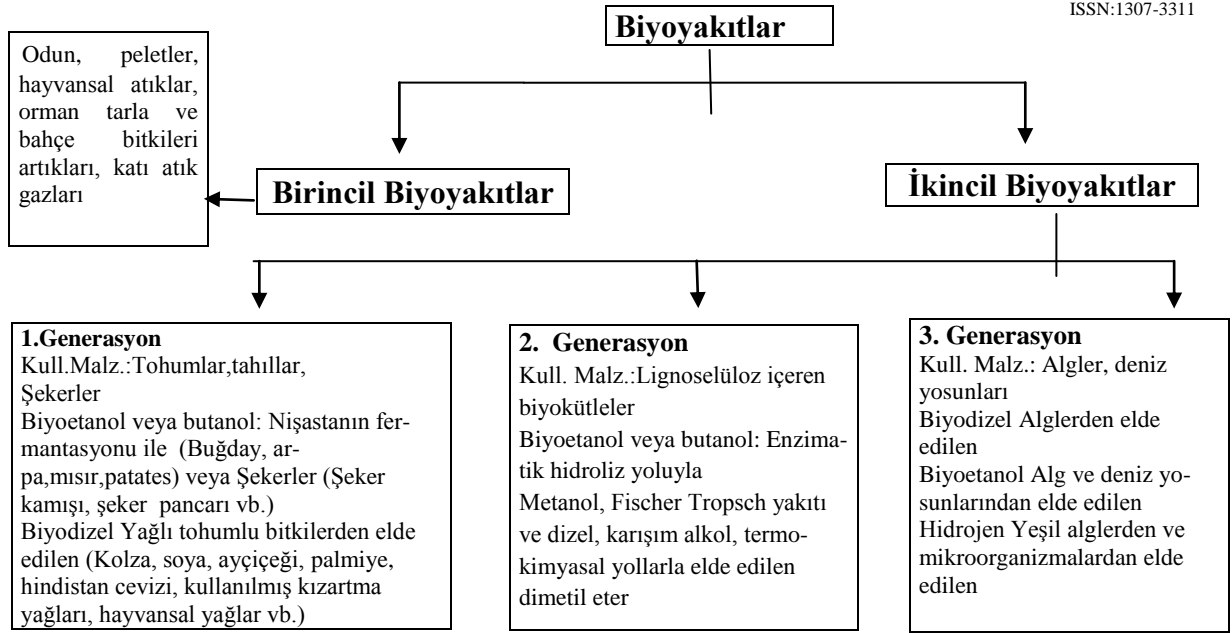 ISSN:1307-3311
Biyoyakıtlar
Odun, peletler,
hayvansal atıklar,
orman tarla ve
bahçe bitkileri
artıkları, katı atık
gazları
Birincil Biyoyakıtlar
İkincil Biyoyakıtlar
1.Generasyon
Kull.Malz.:Tohumlar,tahıllar,
Şekerler
Biyoetanol veya butanol: Nişastanın fer-
mantasyonu ile (Buğday, ar-
pa,mısır,patates) veya Şekerler (Şeker
kamışı, şeker pancarı vb.)
Biyodizel Yağlı tohumlu bitkilerden elde
edilen (Kolza, soya, ayçiçeği, palmiye,
hindistan cevizi, kullanılmış kızartma
yağları, hayvansal yağlar vb.)
2. Generasyon
Kull. Malz.:Lignoselüloz içeren
biyokütleler
Biyoetanol veya butanol: Enzima-
tik hidroliz yoluyla
Metanol, Fischer Tropsch yakıtı
ve dizel, karışım alkol, termo-
kimyasal yollarla elde edilen
dimetil eter
3. Generasyon
Kull. Malz.: Algler, deniz
yosunları
Biyodizel Alglerden elde
edilen
Biyoetanol Alg ve deniz yo-
sunlarından elde edilen
Hidrojen Yeşil alglerden ve
mikroorganizmalardan elde
edilen